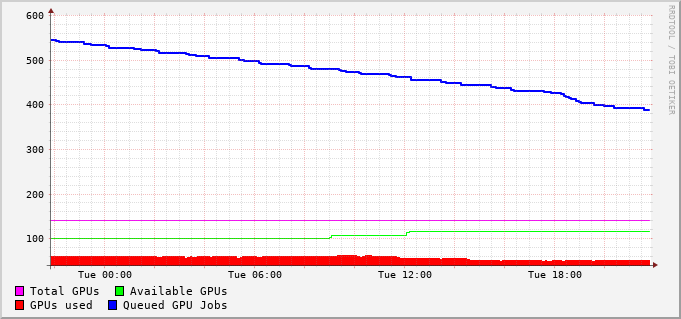 600
500
400
300
200
100
Tue 00:00 Tue 06:00 Tue 12:00 Tue 18:00
Total GPUs Available GPUs
GPUs used Queued GPU Jobs
RRDTOOL / TOBI OETIKER